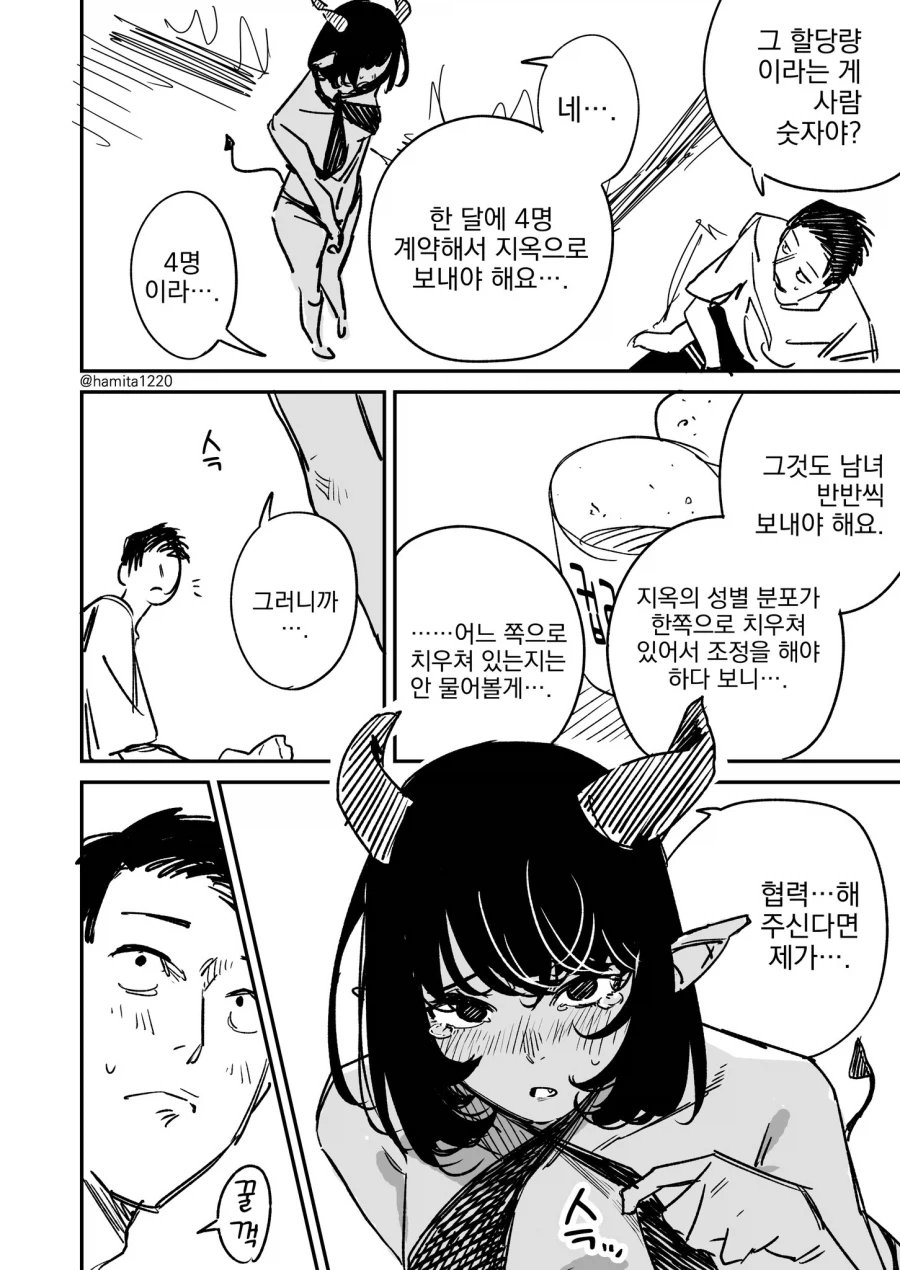 그 할당량
이라는 게
사람
숫자야?
네….
한 달에 4명
계약해서 지옥으로
보내야 해요….
4명
이라….
@hamita1220
그것도 남녀
반반씩
보내야 해요.
지옥의 성별 분포가
한쪽으로 치우쳐
있어서 조정을 해야
하다 보니….
……어느 쪽으로
치우쳐 있는지는
안 물어볼게….
스
그러니까
….
협력…해
주신다면
제가….
스…
꿀
꺽